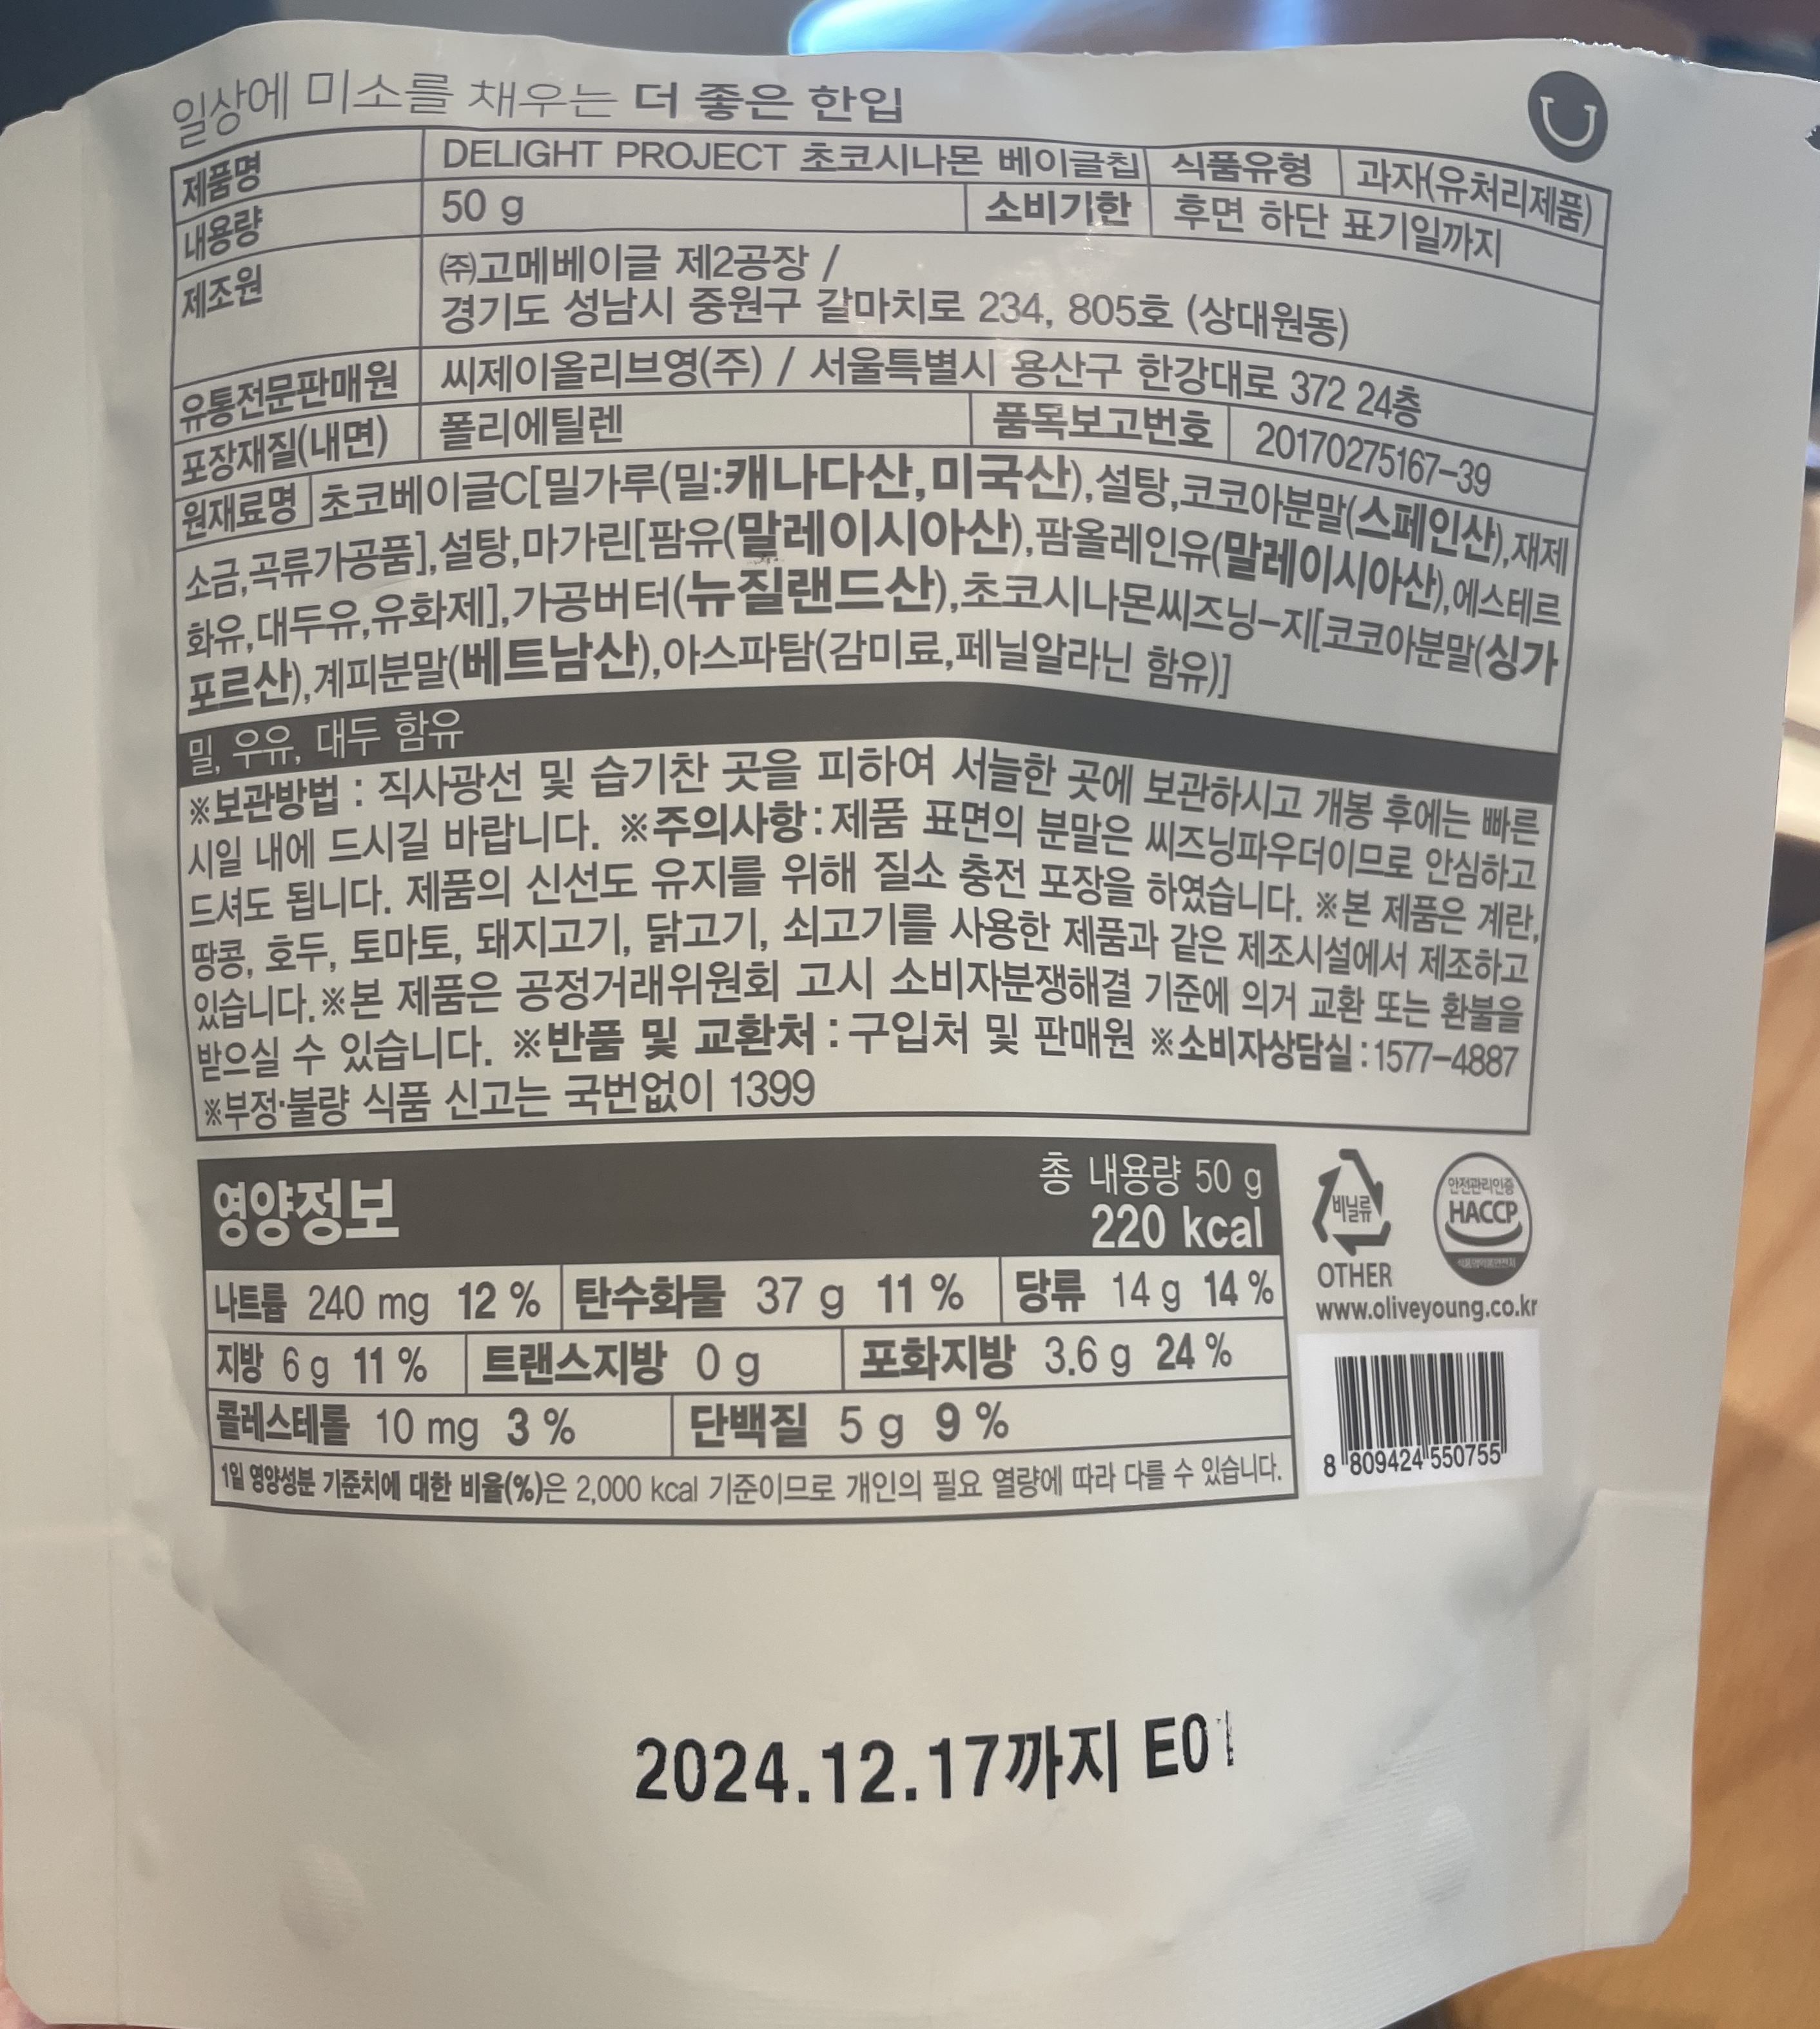 일상에 미소를 채우는 더 좋은 한입
제품명 DELIGHT PROJECT 초코시나몬 베이글칩 식품유형 과자(유처리제품)
내용량 50 g 소비기한 후면 하단 표기일까지
제조원 ㈜고메베이글 제2공장 /
경기도 성남시 중원구 갈마치로 234, 805호 (상대원동)
유통전문판매원 씨제이올리브영(주) / 서울특별시 용산구 한강대로 372 24층
포장재질(내면) 폴리에틸렌 품목보고번호 20170275167-39
원재료명 초코베이글C[밀가루(밀:캐나다산,미국산),설탕,코코아분말(스페인산),재제
소금,곡류가공품],설탕,마가린[팜유(말레이시아산),팜올레인유(말레이시아산),에스테르
화유,대두유,유화제],가공버터(뉴질랜드산),초코시나몬씨즈닝-지[코코아분말(싱가
포르산),계피분말(베트남산),아스파탐(감미료,페닐알라닌 함유)]
밀, 우유, 대두 함유
※보관방법 : 직사광선 및 습기찬 곳을 피하여 서늘한 곳에 보관하시고 개봉 후에는 빠른
시일 내에 드시길 바랍니다. ※주의사항:제품 표면의 분말은 씨즈닝파우더이므로 안심하고
드셔도 됩니다. 제품의 신선도 유지를 위해 질소 충전 포장을 하였습니다. ※본 제품은 계란,
땅콩, 호두, 토마토, 돼지고기, 닭고기, 쇠고기를 사용한 제품과 같은 제조시설에서 제조하고
있습니다.※본 제품은 공정거래위원회 고시 소비자분쟁해결 기준에 의거 교환 또는 환불을
받으실 수 있습니다. ※반품 및 교환처:구입처 및 판매원 ※소비자상담실:1577-4887
※부정·불량 식품 신고는 국번없이 1399
영양정보 총 내용량 50 g
220 kcal
나트륨 240 mg 12 % 탄수화물 37 g 11 % 당류 14 g 14 %
지방 6 g 11 % 트랜스지방 0 g 포화지방 3.6 g 24 %
콜레스테롤 10 mg 3 % 단백질 5 g 9 %
1일 영양성분 기준치에 대한 비율(%)은 2,000 kcal 기준이므로 개인의 필요 열량에 따라 다를 수 있습니다.
비닐류
OTHER
안전관리인증
HACCP
www.oliveyoung.co.kr
8 809424 550755
2024.12.17까지